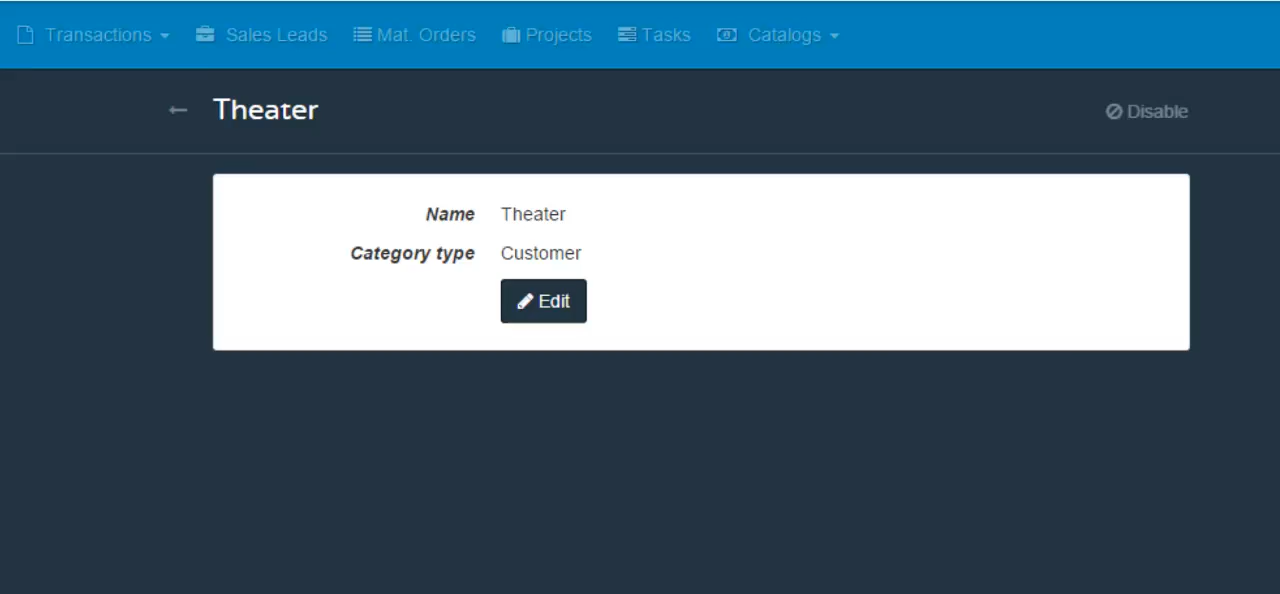 Transactions Sales Leads Mat. Orders Projects Tasks Catalogs
Theater Disable
Name Theater
Category type Customer
Edit